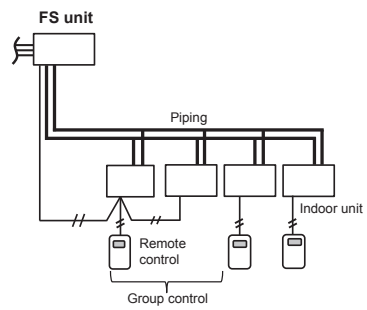 FS unit
Piping
Indoor unit
Remote
control
Group control